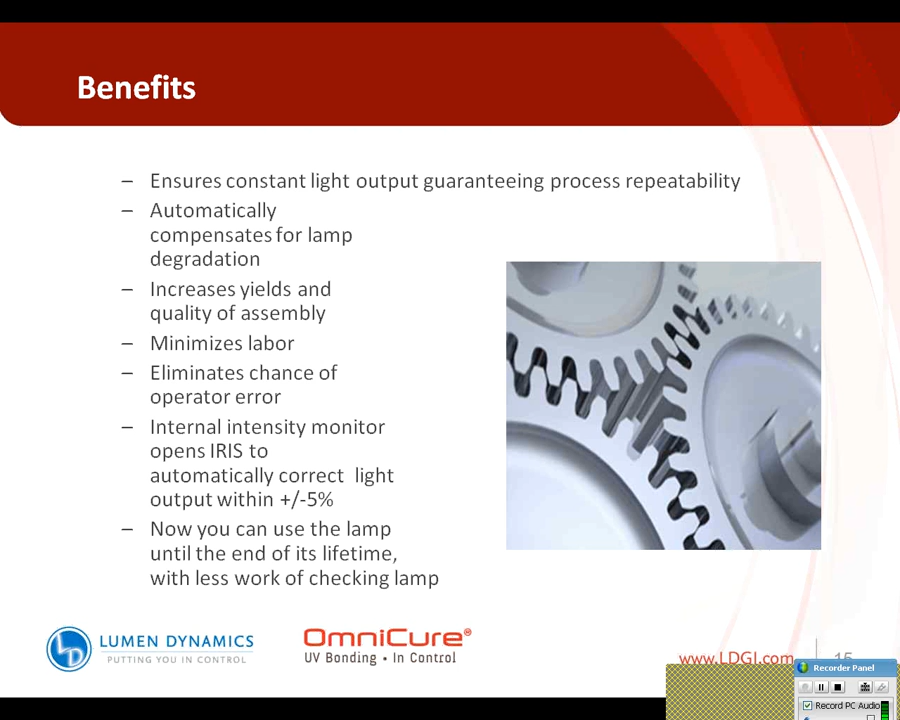 Benefits
– Ensures constant light output guaranteeing process repeatability
– Automatically
compensates for lamp
degradation
– Increases yields and
quality of assembly
– Minimizes labor
– Eliminates chance of
operator error
– Internal intensity monitor
opens IRIS to
automatically correct light
output within +/-5%
– Now you can use the lamp
until the end of its lifetime,
with less work of checking lamp
LD LUMEN DYNAMICS
PUTTING YOU IN CONTROL
OmniCure®
UV Bonding • In Control
www.LDGI.com
15
Recorder Panel
Record PC Audio